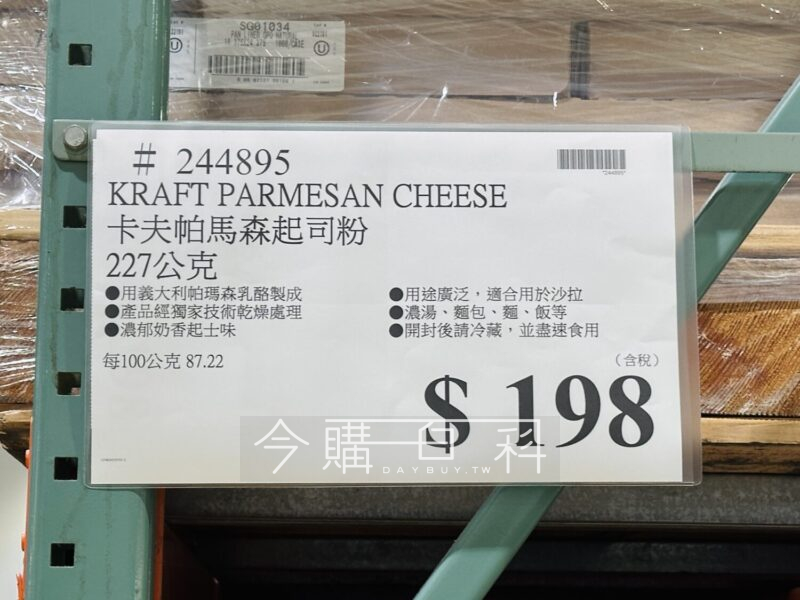 SG01034
# 244895
*244895*
KRAFT PARMESAN CHEESE
卡夫帕馬森起司粉
227公克
●用義大利帕瑪森乳酪製成
●產品經獨家技術乾燥處理
●濃郁奶香起士味
●用途廣泛，適合用於沙拉
●濃湯、麵包、麵、飯等
●開封後請冷藏，並盡速食用
每100公克 87.22
（含稅）
$ 198
今購百科
DAYBUY.TW